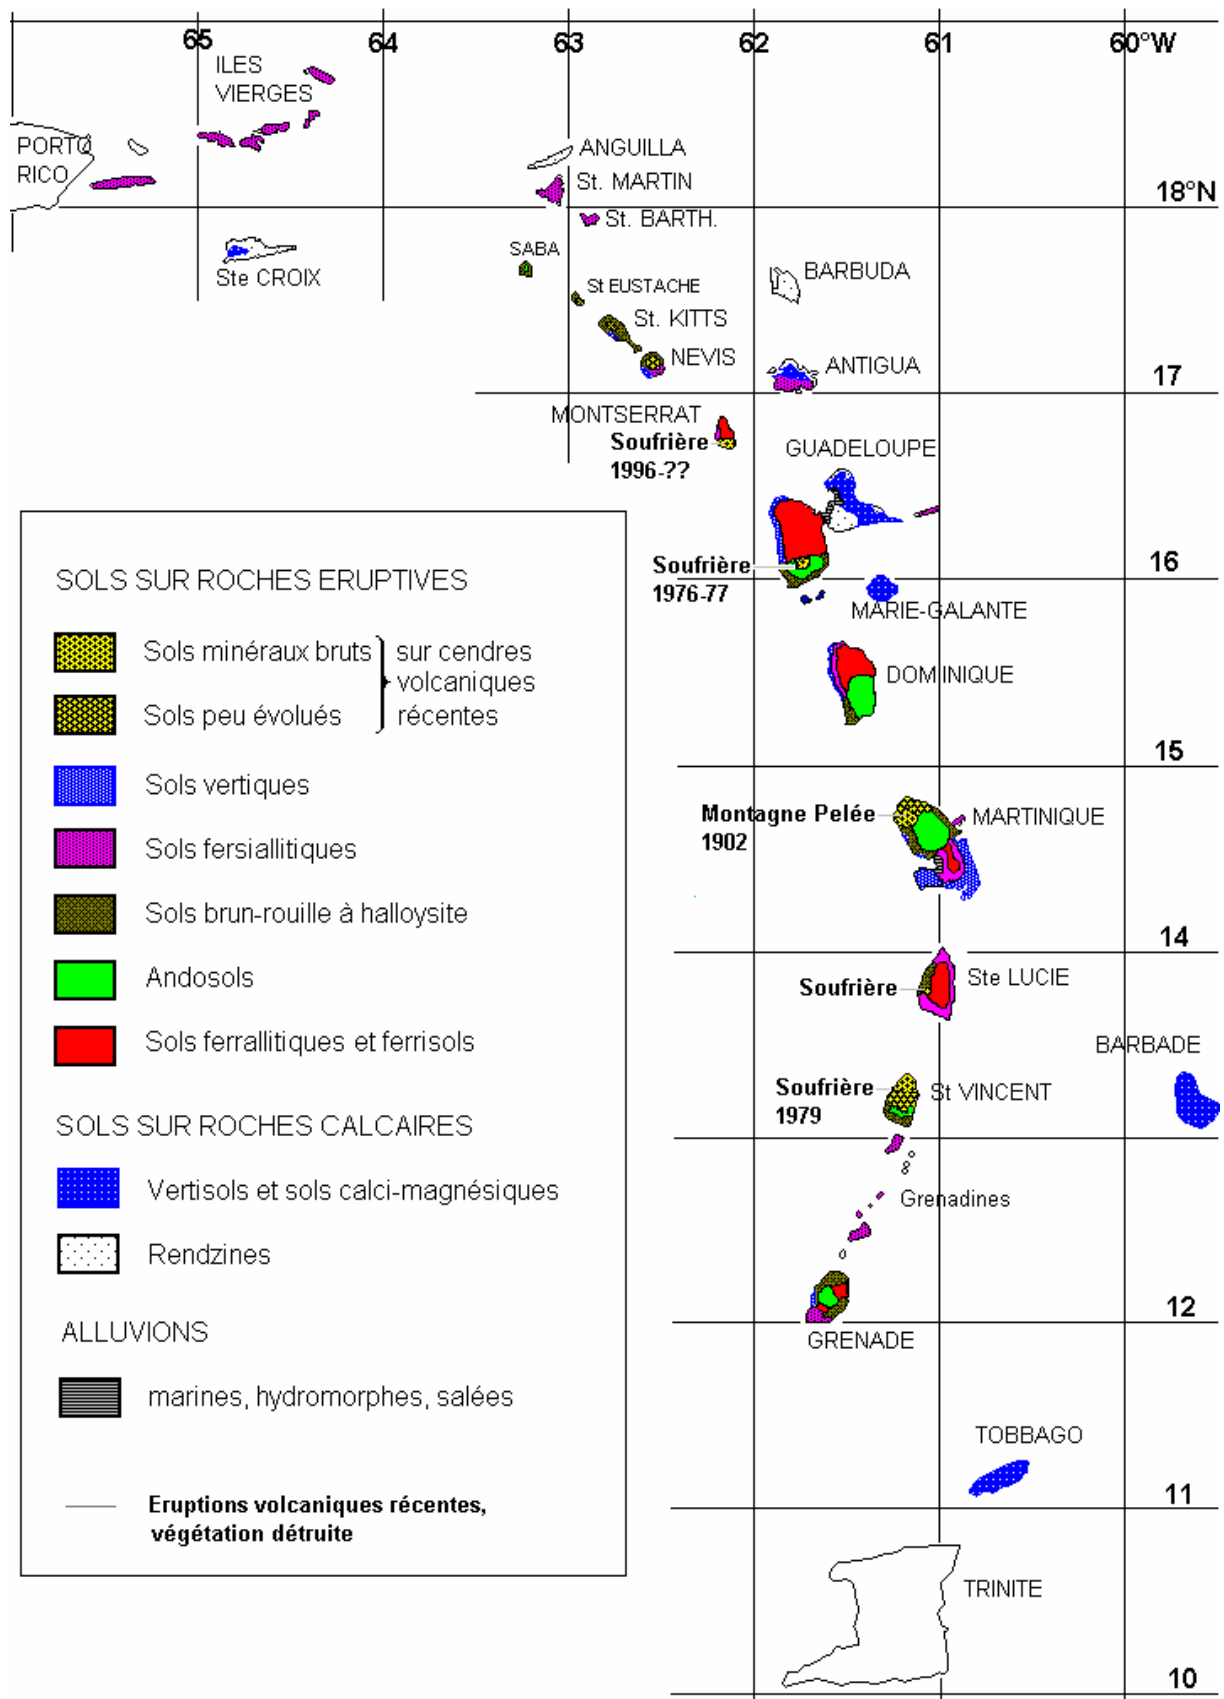 65
64
63
62
61
60°W
ILES
VIERGES
PORTO
RICO
ANGUILLA
St. MARTIN
18°N
St. BARTH.
SABA
Ste CROIX
BARBUDA
St EUSTACHE
St. KITTS
NEVIS
ANTIGUA
17
MONTSERRAT
Soufrière
1996-??
GUADELOUPE
Soufrière
1976-77
16
MARIE-GALANTE
DOMINIQUE
15
Montagne Pelée
1902
MARTINIQUE
14
Soufrière
Ste LUCIE
BARBADE
Soufrière
1979
St VINCENT
Grenadines
12
GRENADE
TOBBAGO
11
TRINITE
10
SOLS SUR ROCHES ERUPTIVES
Sols minéraux bruts
Sols peu évolués
sur cendres
volcaniques
récentes
Sols vertiques
Sols fersiallitiques
Sols brun-rouille à halloysite
Andosols
Sols ferrallitiques et ferrisols
SOLS SUR ROCHES CALCAIRES
Vertisols et sols calci-magnésiques
Rendzines
ALLUVIONS
marines, hydromorphes, salées
Eruptions volcaniques récentes,
végétation détruite